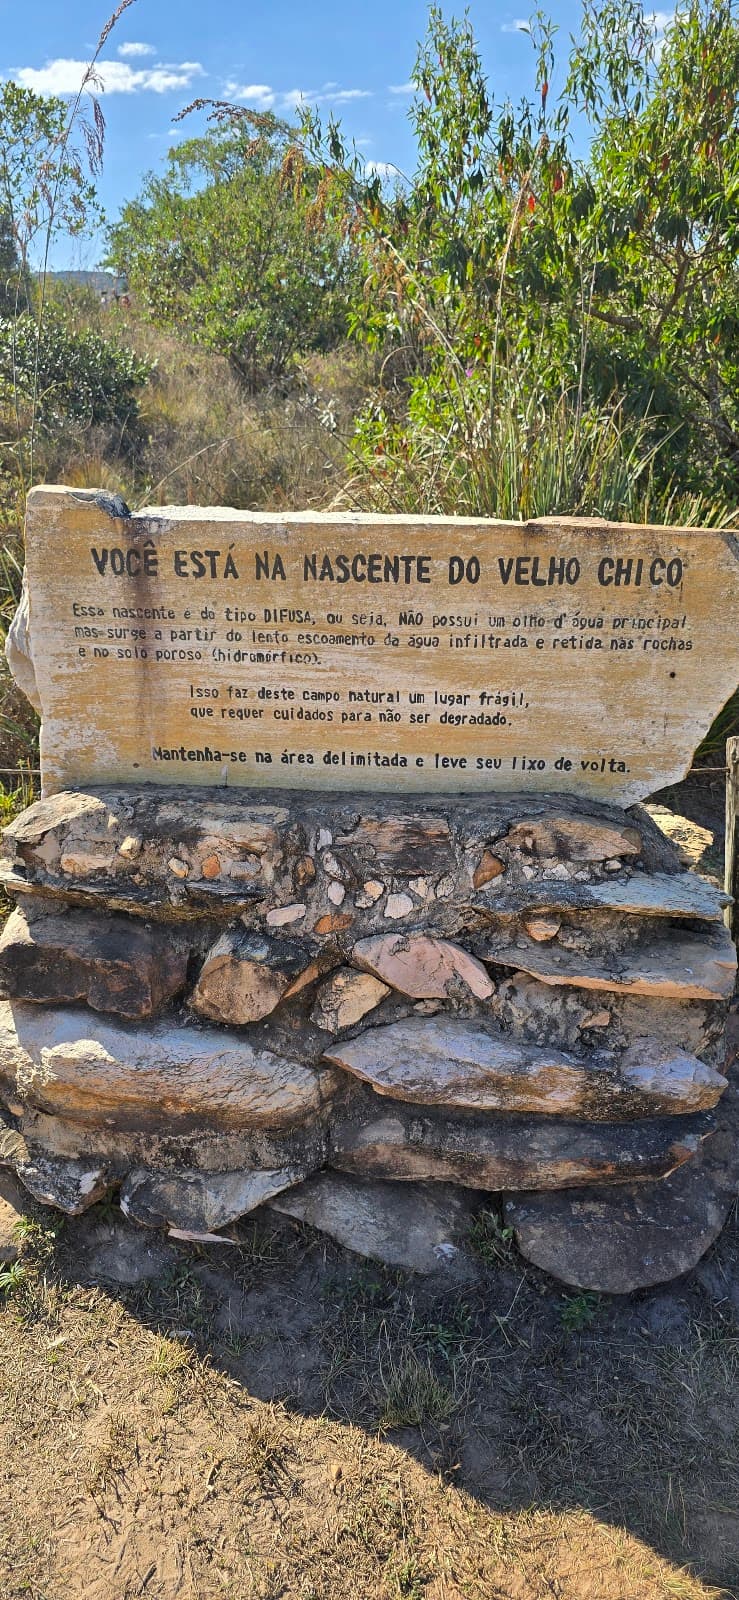 VOCÊ ESTÁ NA NASCENTE DO VELHO CHICO
Essa nascente é do tipo DIFUSA, ou seja, NÃO possui um olho d'água principal
mas surge a partir do lento escoamento da água infiltrada e retida nas rochas
e no solo poroso (hidromórfico).
Isso faz deste campo natural um lugar frágil,
que requer cuidados para não ser degradado.
Mantenha-se na área delimitada e leve seu lixo de volta.